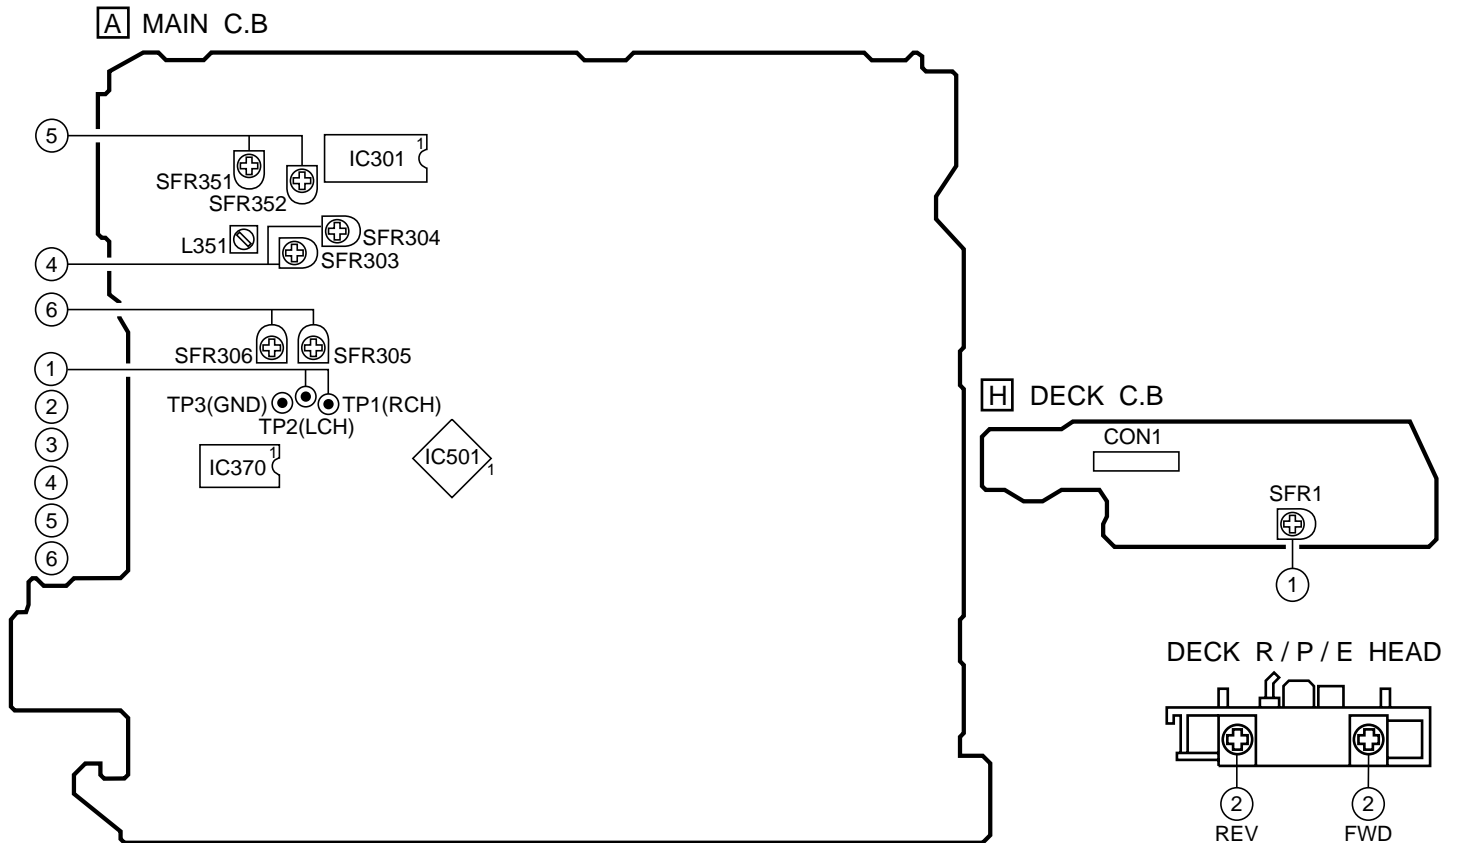 A MAIN C.B
5
1
IC301
SFR351
SFR352
L351
SFR304
SFR303
4
6
SFR306
SFR305
1
2
3
4
5
6
TP3(GND)
TP1(RCH)
TP2(LCH)
1
IC370
IC501
1
H DECK C.B
CON1
SFR1
1
DECK R / P / E HEAD
2
2
REV
FWD